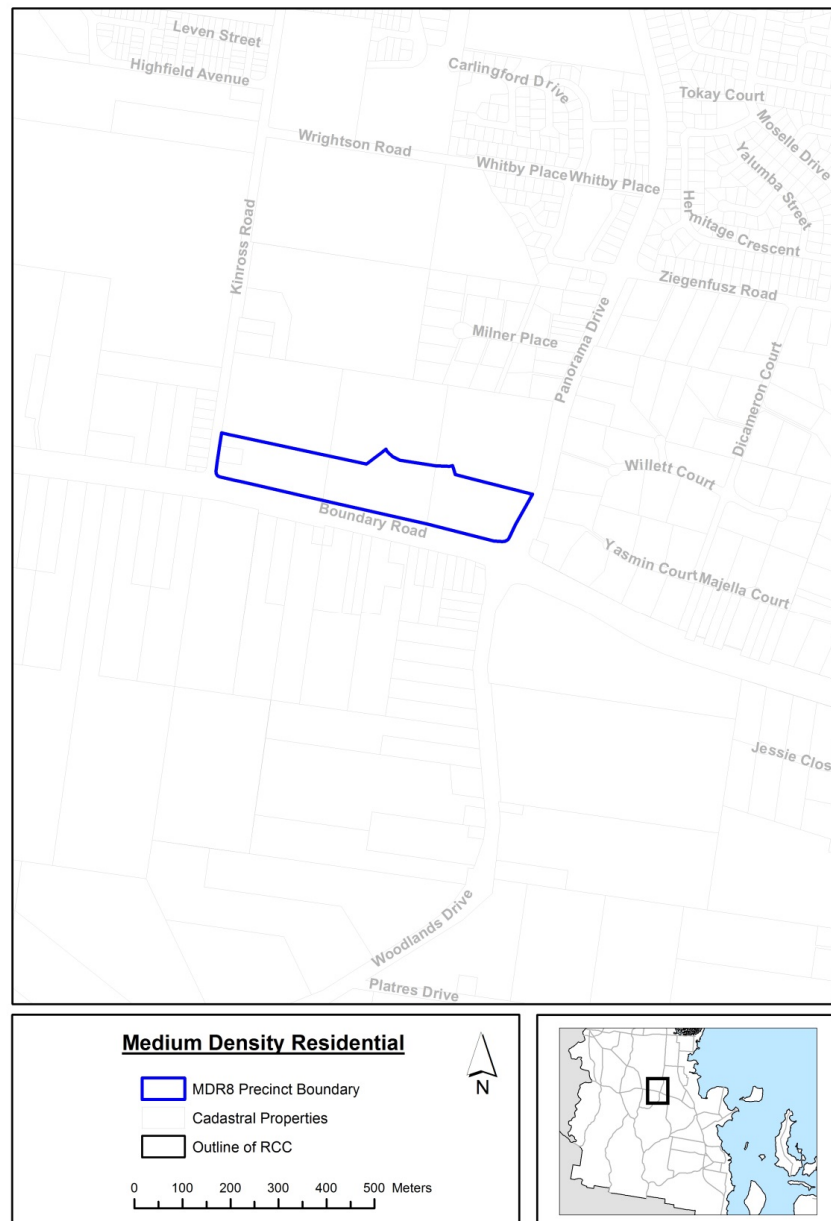 Leven Street
Highfield Avenue
Carlingford Drive
Tokay Court
Moselle Drive
Wrightson Road
Whitby Place
Whitby Place
Yalumba Street
Hermitage Crescent
Kinross Road
Ziegenfusz Road
Milner Place
Panorama Drive
Dicameron Court
Willett Court
Boundary Road
Yasmin Court
Majella Court
Jessie Clos
Woodlands Drive
Platres Drive
Medium Density Residential
MDR8 Precinct Boundary
Cadastral Properties
Outline of RCC
N
0 100 200 300 400 500 Meters